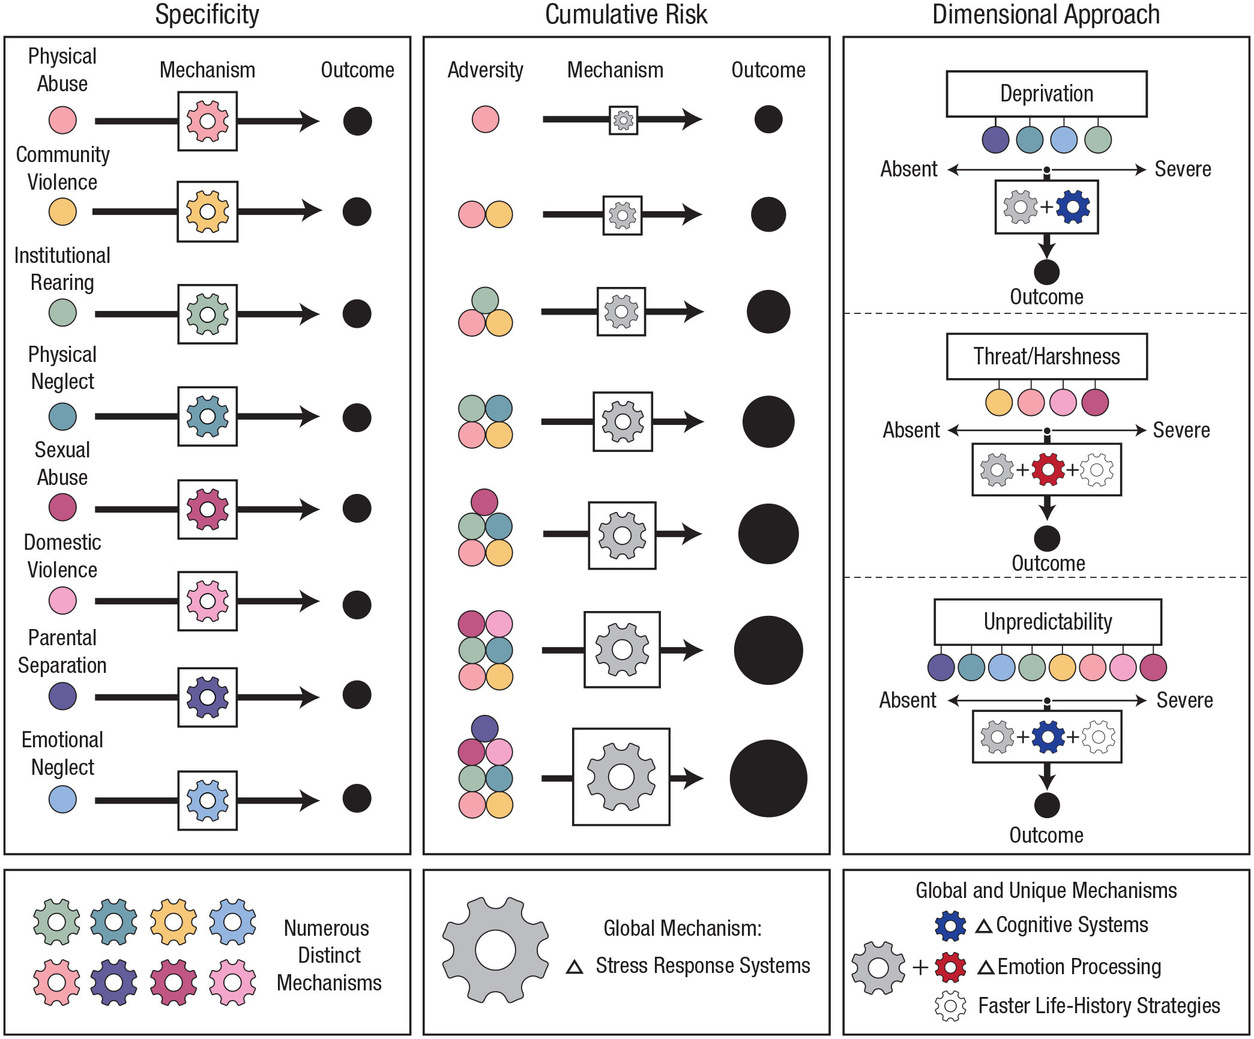 Specificity
Physical
Abuse
Mechanism
Outcome
Community
Violence
Institutional
Rearing
Physical
Neglect
Sexual
Abuse
Domestic
Violence
Parental
Separation
Emotional
Neglect
Numerous
Distinct
Mechanisms
Cumulative Risk
Adversity
Mechanism
Outcome
Global Mechanism:
△ Stress Response Systems
Dimensional Approach
Deprivation
Absent
Severe
+
Outcome
Threat/Harshness
Absent
Severe
+ +
Outcome
Unpredictability
Absent
Severe
+ +
Outcome
Global and Unique Mechanisms
△ Cognitive Systems
+
△ Emotion Processing
Faster Life-History Strategies